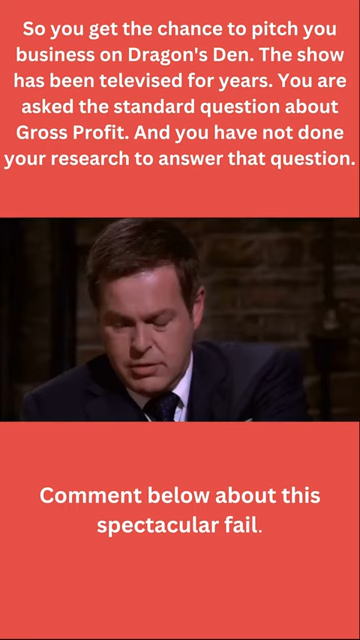 So you get the chance to pitch you
business on Dragon's Den. The show
has been televised for years. You are
asked the standard question about
Gross Profit. And you have not done
your research to answer that question.
Comment below about this
spectacular fail.